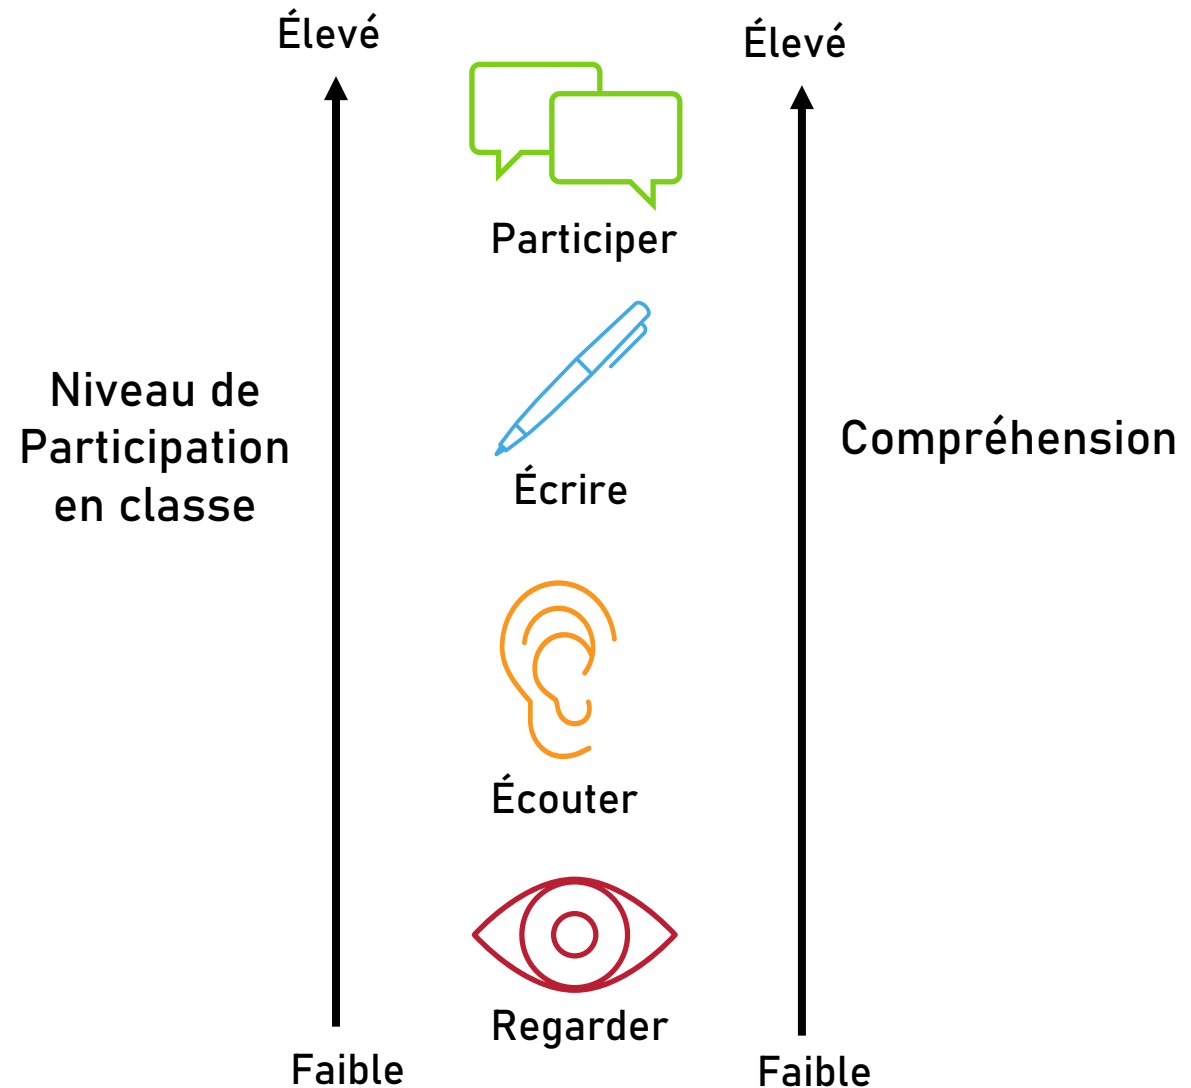 Élevé
Élevé
Participer
Niveau de
Participation
en classe
Compréhension
Écrire
Écouter
Regarder
Faible
Faible